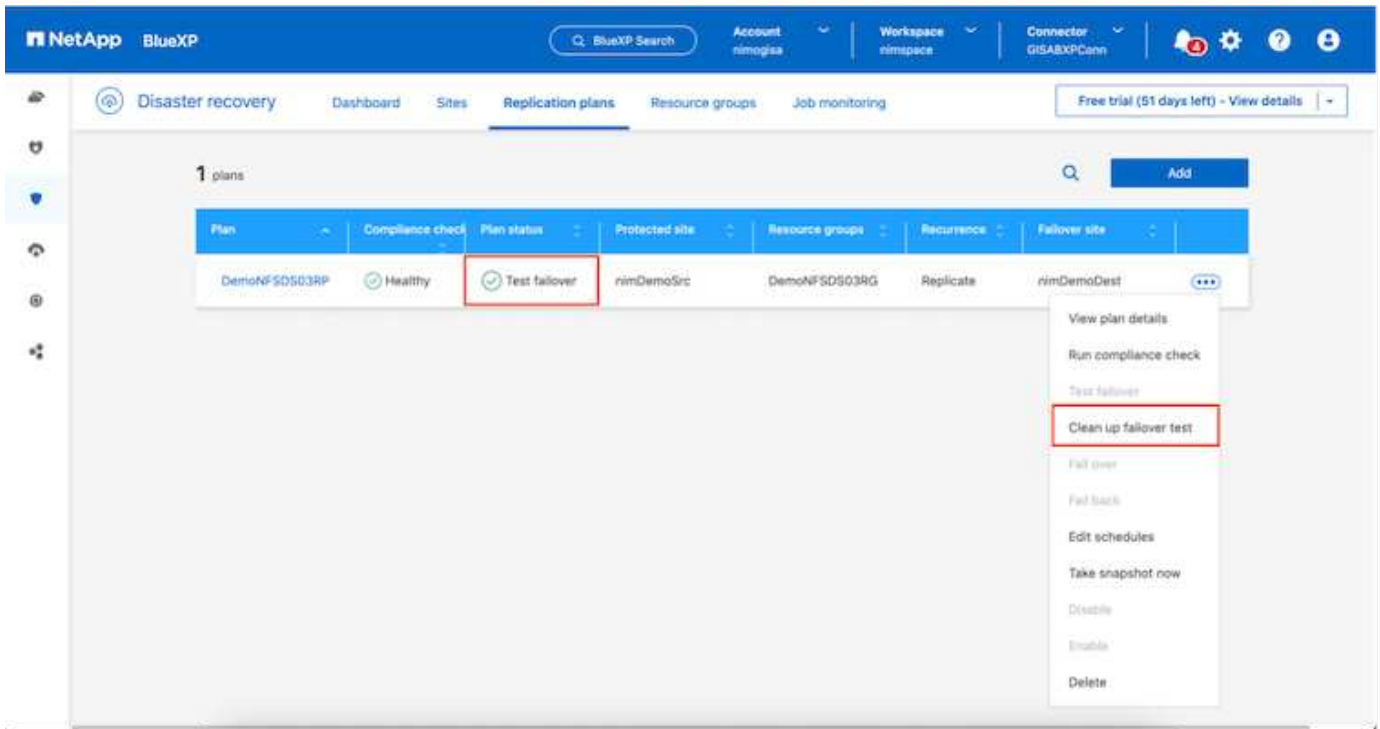 NetApp BlueXP BlueXP Search Account Workspace Connector
nimogisa nimspace GISABXPConn 4
Disaster recovery Dashboard Sites Replication plans Resource groups Job monitoring Free trial (51 days left) - View details
1 plans Add
Plan Compliance check Plan status Protected site Resource groups Recurrence Failover site
DemoNFSDS03RP Healthy Test failover nimDemoSrc DemoNFSDS03RG Replicate nimDemoDest
View plan details
Run compliance check
Test failover
Clean up failover test
Fail over
Fail back
Edit schedules
Take snapshot now
Disable
Enable
Delete